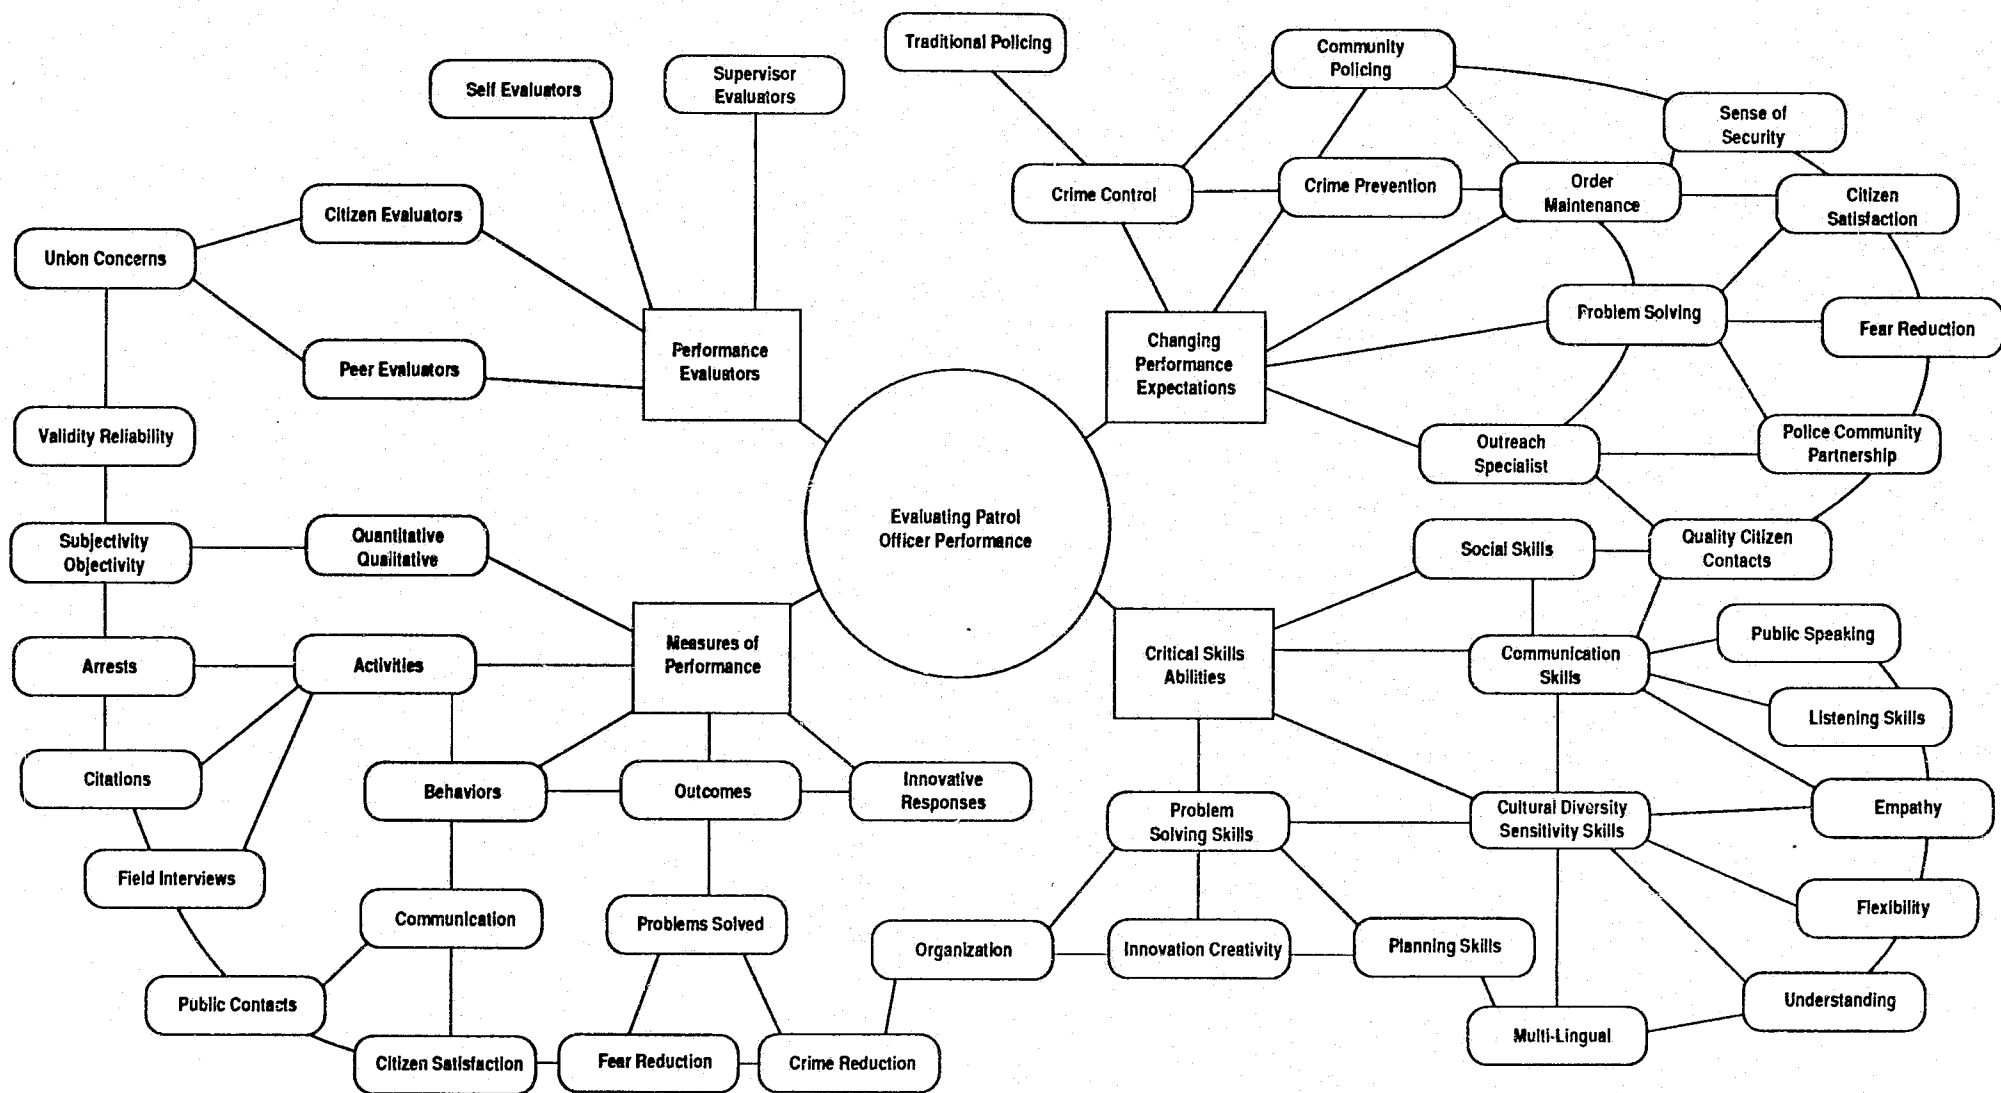 Traditional Policing
Community
Policing
Self Evaluators
Supervisor
Evaluators
Sense of
Security
Crime Control
Crime Prevention
Order
Maintenance
Citizen
Satisfaction
Citizen Evaluators
Union Concerns
Peer Evaluators
Performance
Evaluators
Changing
Performance
Expectations
Problem Solving
Fear Reduction
Validity Reliability
Outreach
Specialist
Police Community
Partnership
Subjectivity
Objectivity
Quantitative
Qualitative
Evaluating Patrol
Officer Performance
Social Skills
Quality Citizen
Contacts
Arrests
Activities
Measures of
Performance
Critical Skills
Abilities
Communication
Skills
Public Speaking
Listening Skills
Citations
Behaviors
Outcomes
Innovative
Responses
Problem
Solving Skills
Cultural Diversity
Sensitivity Skills
Empathy
Field Interviews
Communication
Problems Solved
Organization
Innovation Creativity
Planning Skills
Flexibility
Public Contacts
Understanding
Citizen Satisfaction
Fear Reduction
Crime Reduction
Multi-Lingual